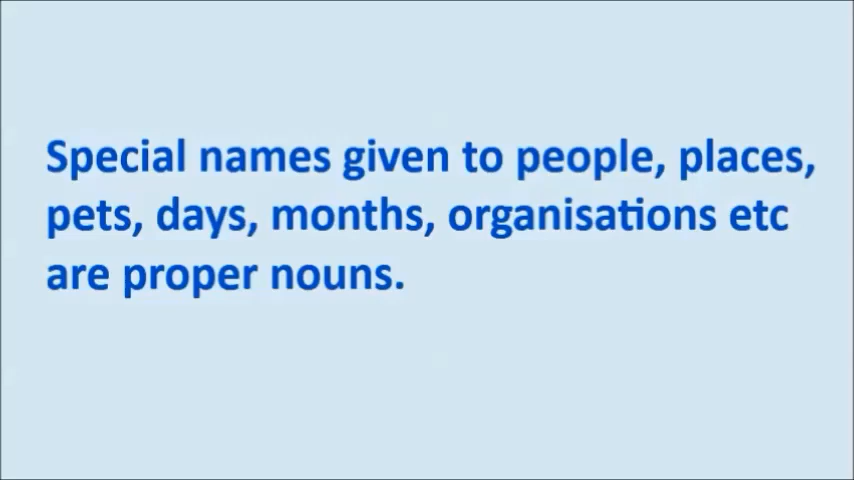 Special names given to people, places,
pets, days, months, organisations etc
are proper nouns.